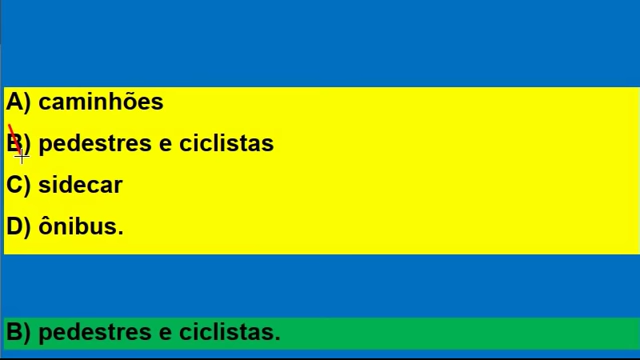 A) caminhões
B) pedestres e ciclistas
C) sidecar
D) ônibus.
B) pedestres e ciclistas.